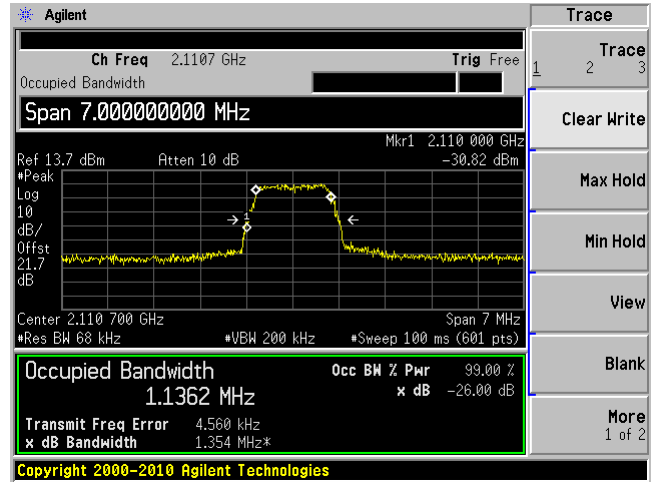 Agilent
Trace
Ch Freq 2.1107 GHz Trig Free
Occupied Bandwidth
Span 7.000000000 MHz
Mkr1 2.110 000 GHz
Ref 13.7 dBm Atten 10 dB -30.82 dBm
#Peak
Log
10
dB/
Offst
21.7
dB
1
Center 2.110 700 GHz Span 7 MHz
#Res BW 68 kHz #VBW 200 kHz #Sweep 100 ms (601 pts)
Occupied Bandwidth Occ BW % Pwr 99.00 %
1.1362 MHz x dB -26.00 dB
Transmit Freq Error 4.560 kHz
x dB Bandwidth 1.354 MHz*
Copyright 2000-2010 Agilent Technologies
Trace
1 2 3
Clear Write
Max Hold
Min Hold
View
Blank
More
1 of 2